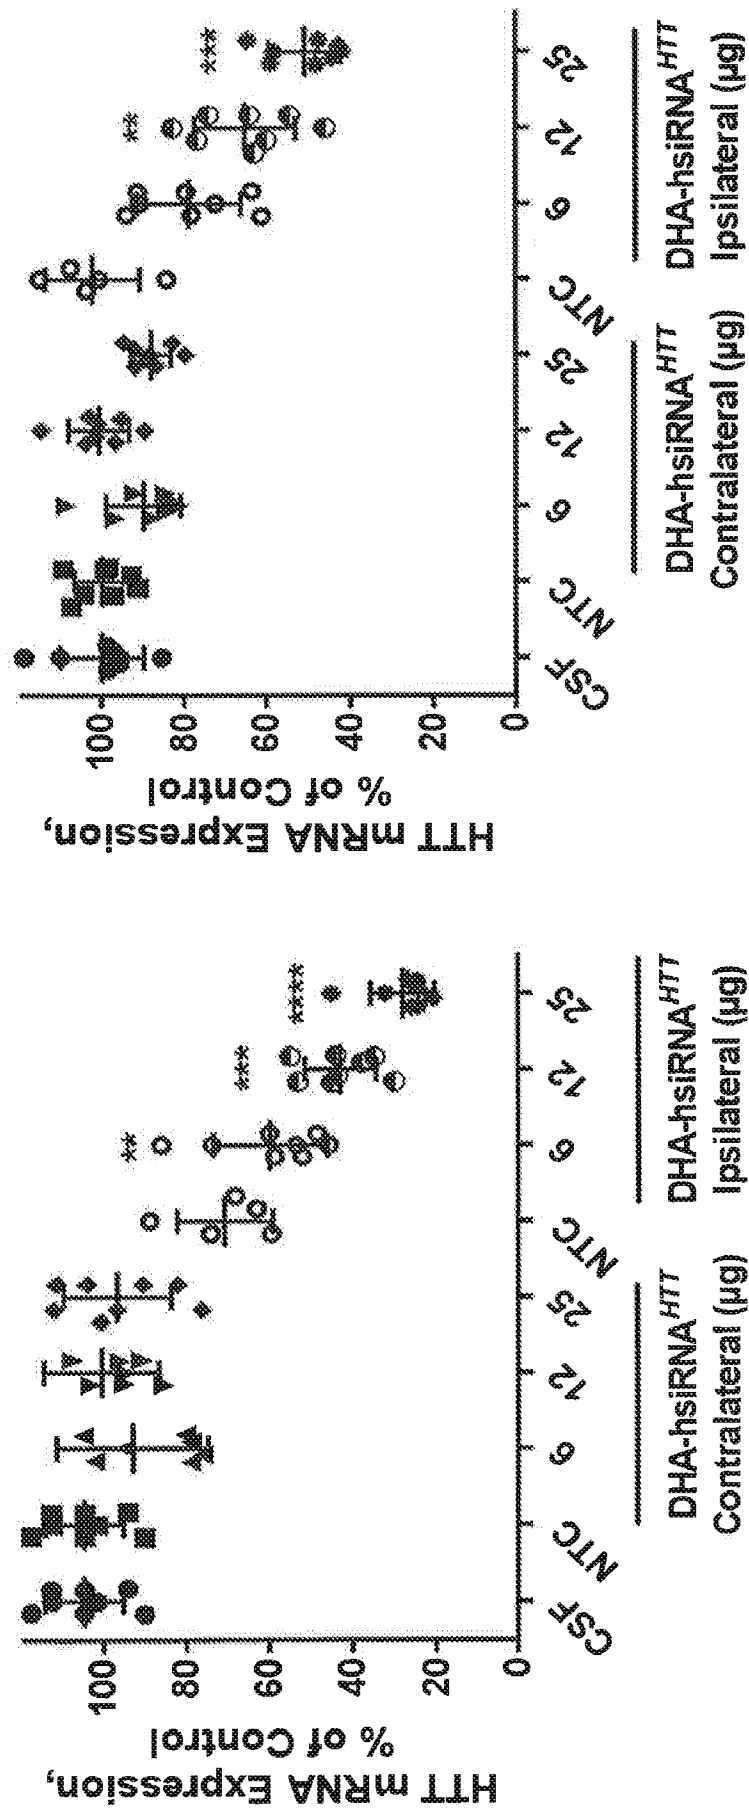 HTT mRNA Expression,
% of Control
100
80
60
40
20
0
**
***
****
CSF NTC 6 12 25 NTC 6 12 25
DHA-hsiRNA^HTT DHA-hsiRNA^HTT
Contralateral (µg) Ipsilateral (µg)
HTT mRNA Expression,
% of Control
100
80
60
40
20
0
**
***
CSF NTC 6 12 25 NTC 6 12 25
DHA-hsiRNA^HTT DHA-hsiRNA^HTT
Contralateral (µg) Ipsilateral (µg)